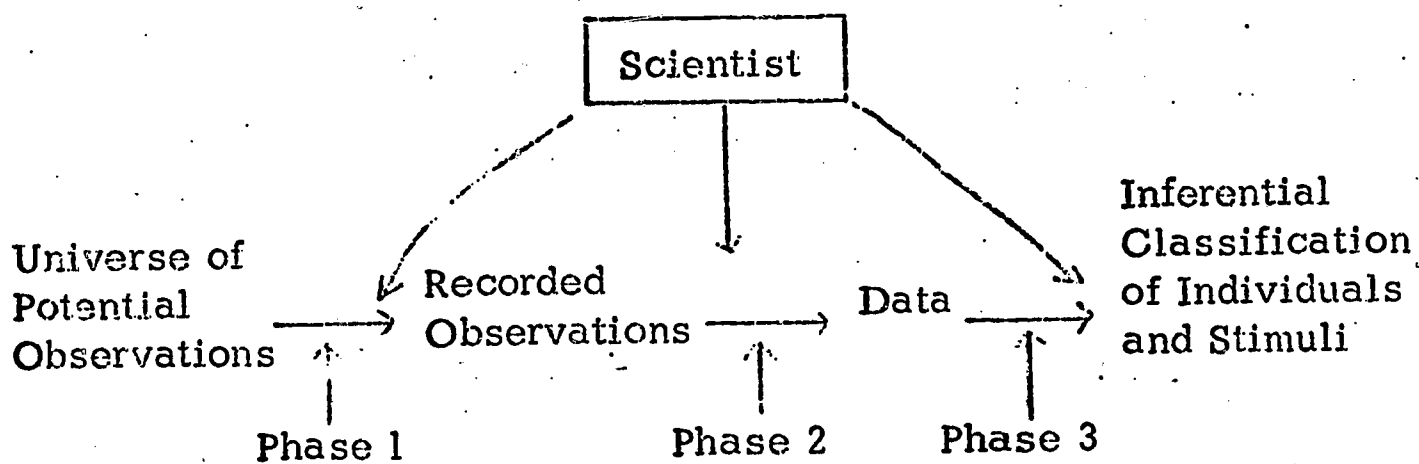 Scientist
Universe of
Potential
Observations
Recorded
Observations
Data
Inferential
Classification
of Individuals
and Stimuli
Phase 1
Phase 2
Phase 3